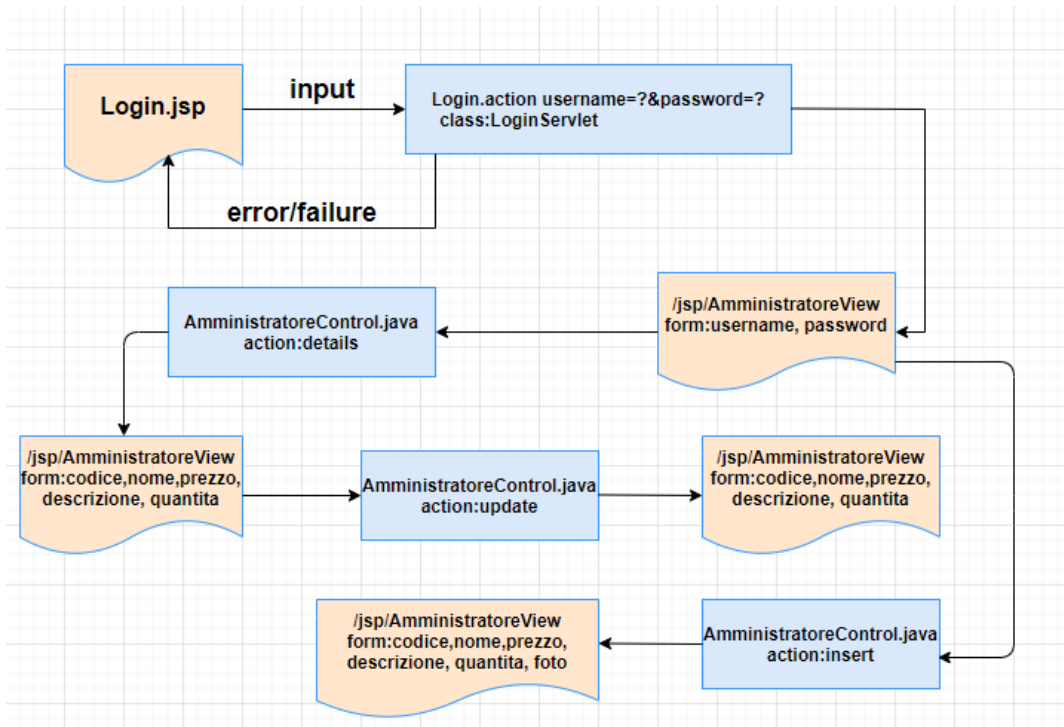 Login.jsp
input
Login.action username=?&password=?
class:LoginServlet
error/failure
/jsp/AmministratoreView
form:username, password
AmministratoreControl.java
action:details
/jsp/AmministratoreView
form:codice,nome,prezzo,
descrizione, quantita
AmministratoreControl.java
action:update
/jsp/AmministratoreView
form:codice,nome,prezzo,
descrizione, quantita
/jsp/AmministratoreView
form:codice,nome,prezzo,
descrizione, quantita, foto
AmministratoreControl.java
action:insert